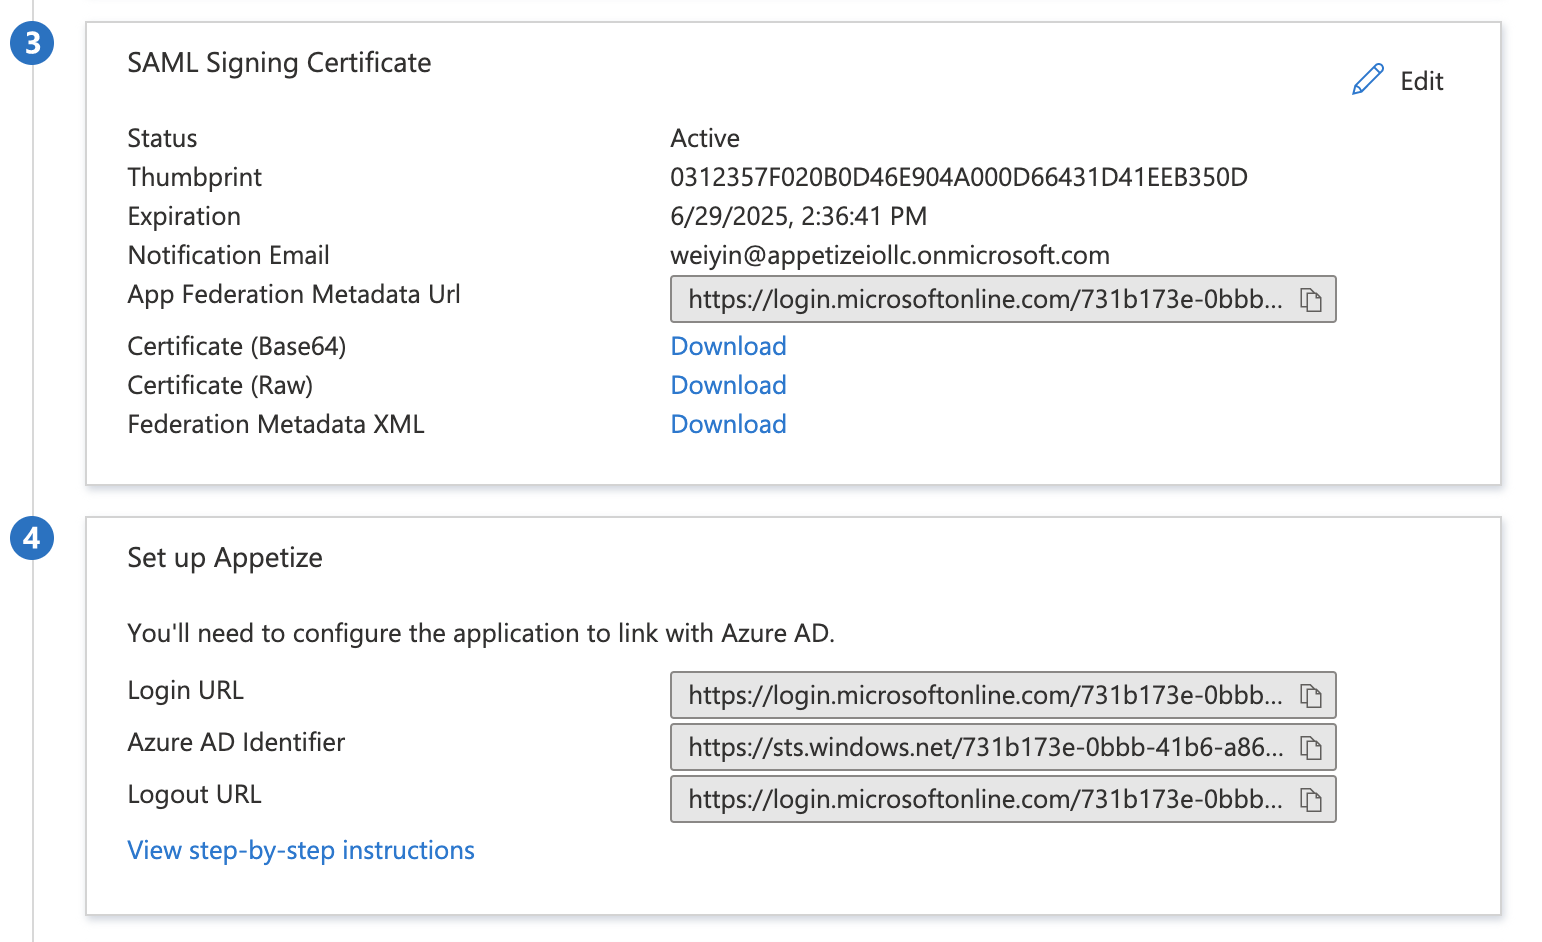 3
SAML Signing Certificate
Edit
Status Active
Thumbprint 0312357F020B0D46E904A000D66431D41EEB350D
Expiration 6/29/2025, 2:36:41 PM
Notification Email weiyin@appetizeiollc.onmicrosoft.com
App Federation Metadata Url https://login.microsoftonline.com/731b173e-0bbb...
Certificate (Base64) Download
Certificate (Raw) Download
Federation Metadata XML Download
4
Set up Appetize
You'll need to configure the application to link with Azure AD.
Login URL https://login.microsoftonline.com/731b173e-0bbb...
Azure AD Identifier https://sts.windows.net/731b173e-0bbb-41b6-a86...
Logout URL https://login.microsoftonline.com/731b173e-0bbb...
View step-by-step instructions